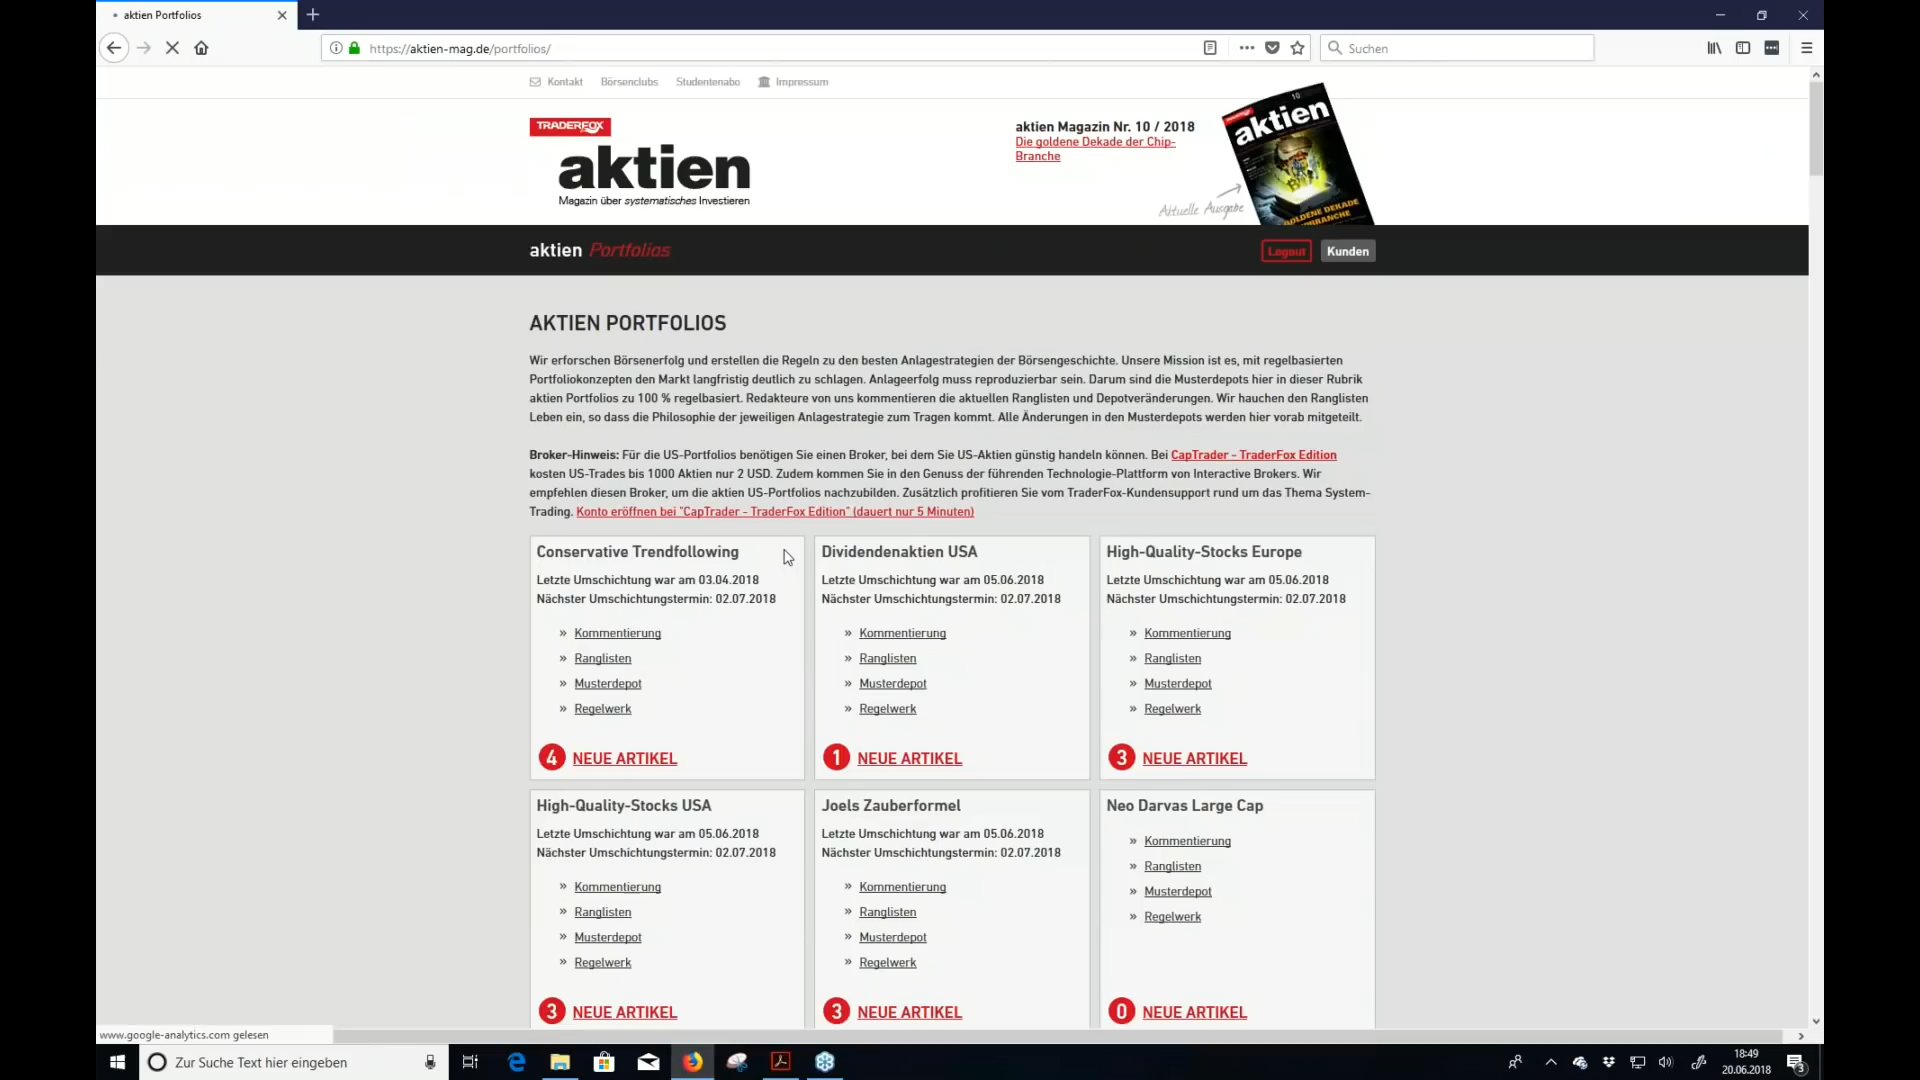 aktien Portfolios
https://aktien-mag.de/portfolios/
Suchen
Kontakt
Börsenclubs
Studentenabo
Impressum
TRADERFOX
aktien
Magazin über systematisches Investieren
aktien Magazin Nr. 10 / 2018
Die goldene Dekade der Chip-
Branche
Aktuelle Ausgabe
10
aktien
GOLDENE DEKADE
aktien Portfolios
Logout
Kunden
AKTIEN PORTFOLIOS
Wir erforschen Börsenerfolg und erstellen die Regeln zu den besten Anlagestrategien der Börsengeschichte. Unsere Mission ist es, mit regelbasierten
Portfoliokonzepten den Markt langfristig deutlich zu schlagen. Anlageerfolg muss reproduzierbar sein. Darum sind die Musterdepots hier in dieser Rubrik
aktien Portfolios zu 100 % regelbasiert. Redakteure von uns kommentieren die aktuellen Ranglisten und Depotveränderungen. Wir hauchen den Ranglisten
Leben ein, so dass die Philosophie der jeweiligen Anlagestrategie zum Tragen kommt. Alle Änderungen in den Musterdepots werden hier vorab mitgeteilt.
Broker-Hinweis: Für die US-Portfolios benötigen Sie einen Broker, bei dem Sie US-Aktien günstig handeln können. Bei CapTrader - TraderFox Edition
kosten US-Trades bis 1000 Aktien nur 2 USD. Zudem kommen Sie in den Genuss der führenden Technologie-Plattform von Interactive Brokers. Wir
empfehlen diesen Broker, um die aktien US-Portfolios nachzubilden. Zusätzlich profitieren Sie vom TraderFox-Kundensupport rund um das Thema System-
Trading. Konto eröffnen bei "CapTrader - TraderFox Edition" (dauert nur 5 Minuten)
Conservative Trendfollowing
Letzte Umschichtung war am 03.04.2018
Nächster Umschichtungstermin: 02.07.2018
» Kommentierung
» Ranglisten
» Musterdepot
» Regelwerk
4 NEUE ARTIKEL
Dividendenaktien USA
Letzte Umschichtung war am 05.06.2018
Nächster Umschichtungstermin: 02.07.2018
» Kommentierung
» Ranglisten
» Musterdepot
» Regelwerk
1 NEUE ARTIKEL
High-Quality-Stocks Europe
Letzte Umschichtung war am 05.06.2018
Nächster Umschichtungstermin: 02.07.2018
» Kommentierung
» Ranglisten
» Musterdepot
» Regelwerk
3 NEUE ARTIKEL
High-Quality-Stocks USA
Letzte Umschichtung war am 05.06.2018
Nächster Umschichtungstermin: 02.07.2018
» Kommentierung
» Ranglisten
» Musterdepot
» Regelwerk
3 NEUE ARTIKEL
Joels Zauberformel
Letzte Umschichtung war am 05.06.2018
Nächster Umschichtungstermin: 02.07.2018
» Kommentierung
» Ranglisten
» Musterdepot
» Regelwerk
3 NEUE ARTIKEL
Neo Darvas Large Cap
» Kommentierung
» Ranglisten
» Musterdepot
» Regelwerk
0 NEUE ARTIKEL
www.google-analytics.com gelesen
Zur Suche Text hier eingeben
18:49
20.06.2018
3